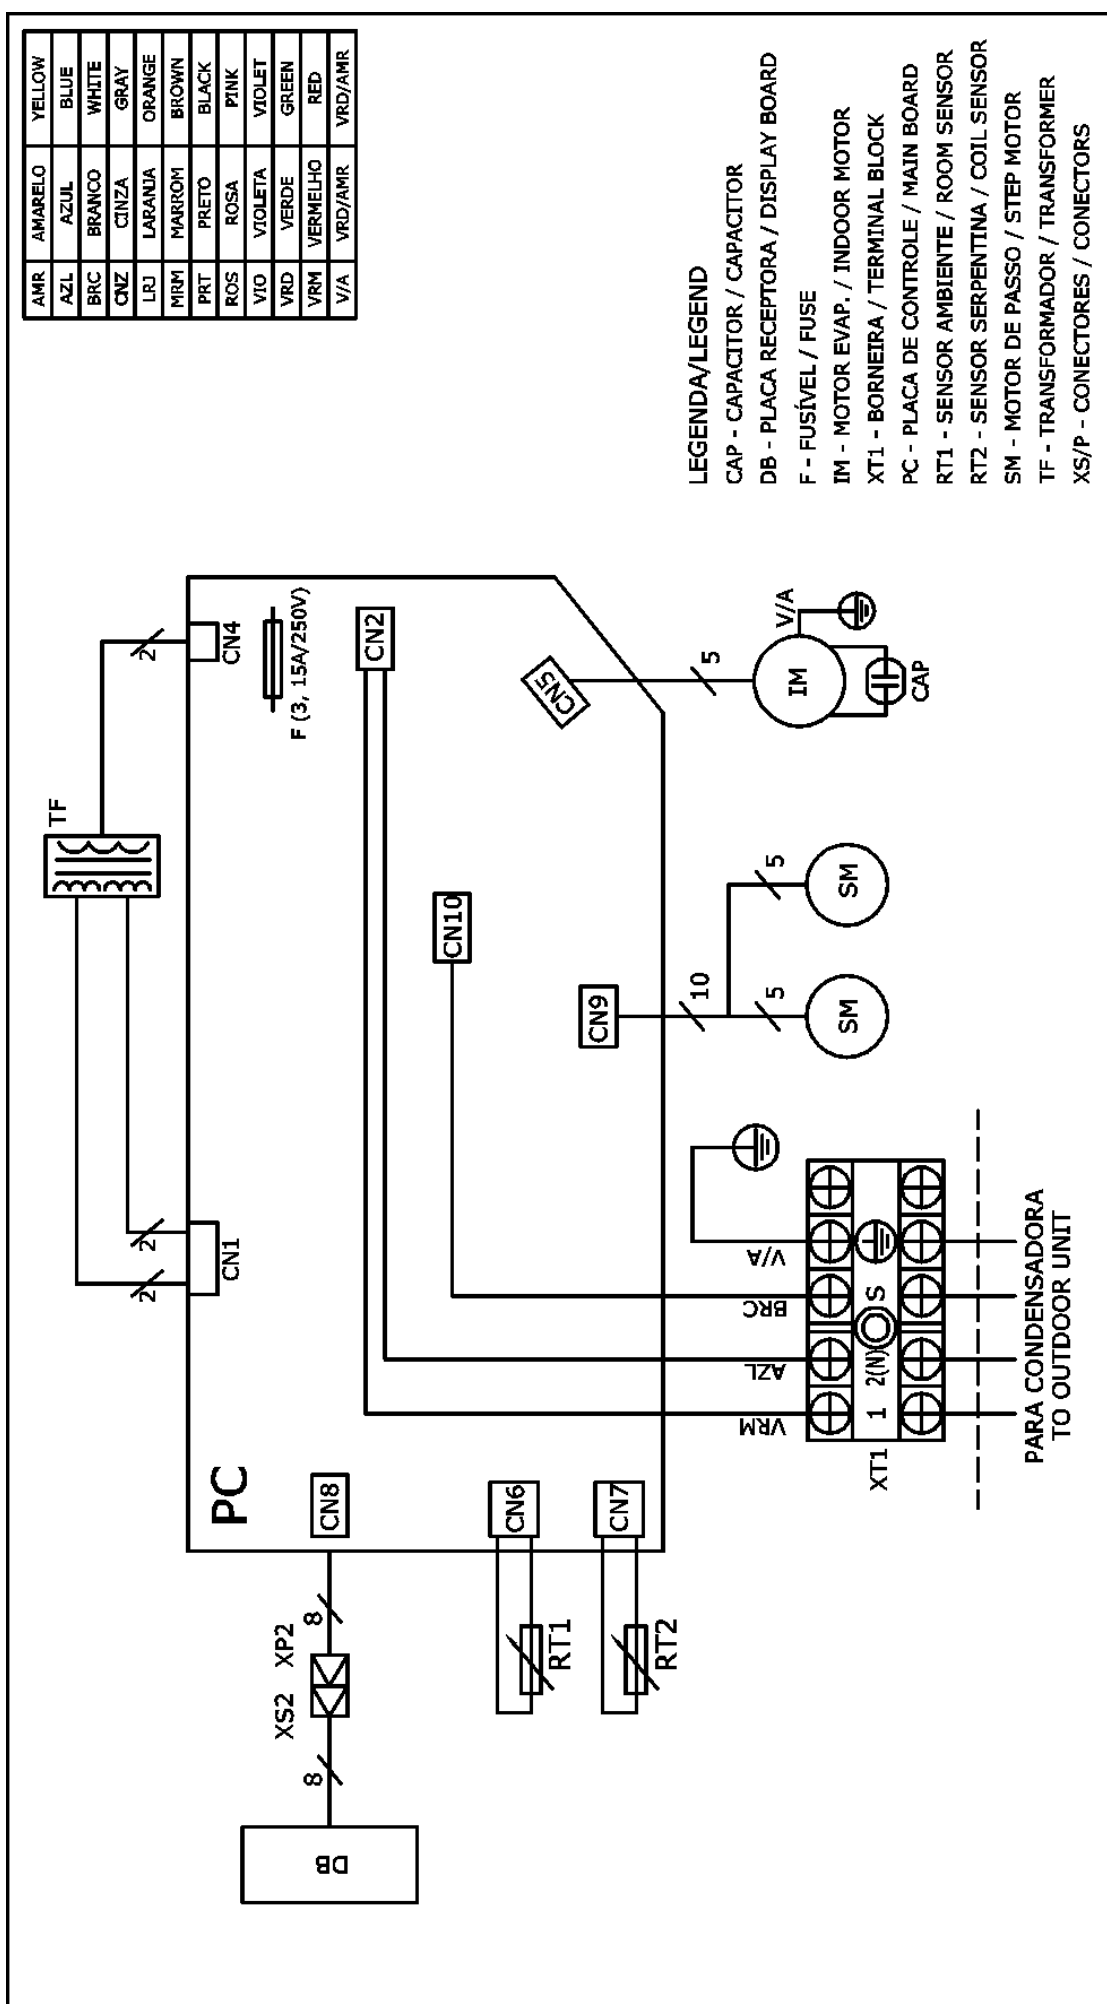 AMR AMARELO YELLOW
AZL AZUL BLUE
BRC BRANCO WHITE
CNZ CINZA GRAY
LRJ LARANJA ORANGE
MRM MARROM BROWN
PRT PRETO BLACK
ROS ROSA PINK
VIO VIOLETA VIOLET
VRD VERDE GREEN
VRM VERMELHO RED
V/A VRD/AMR VRD/AMR
TF
2
2
2
CN1
CN4
F (3, 15A/250V)
PC
CN8
CN2
CN10
CN6
CN7
CN9
CN5
DB
8
XS2 XP2
8
RT1
RT2
VRM
AZL
BRC
V/A
XT1
1 2(N) S
PARA CONDENSADORA
TO OUTDOOR UNIT
10
5
5
SM
SM
5
IM
V/A
CAP
LEGENDA/LEGEND
CAP - CAPACITOR / CAPACITOR
DB - PLACA RECEPTORA / DISPLAY BOARD
F - FUSÍVEL / FUSE
IM - MOTOR EVAP. / INDOOR MOTOR
XT1 - BORNEIRA / TERMINAL BLOCK
PC - PLACA DE CONTROLE / MAIN BOARD
RT1 - SENSOR AMBIENTE / ROOM SENSOR
RT2 - SENSOR SERPENTINA / COIL SENSOR
SM - MOTOR DE PASSO / STEP MOTOR
TF - TRANSFORMADOR / TRANSFORMER
XS/P - CONECTORES / CONECTORS